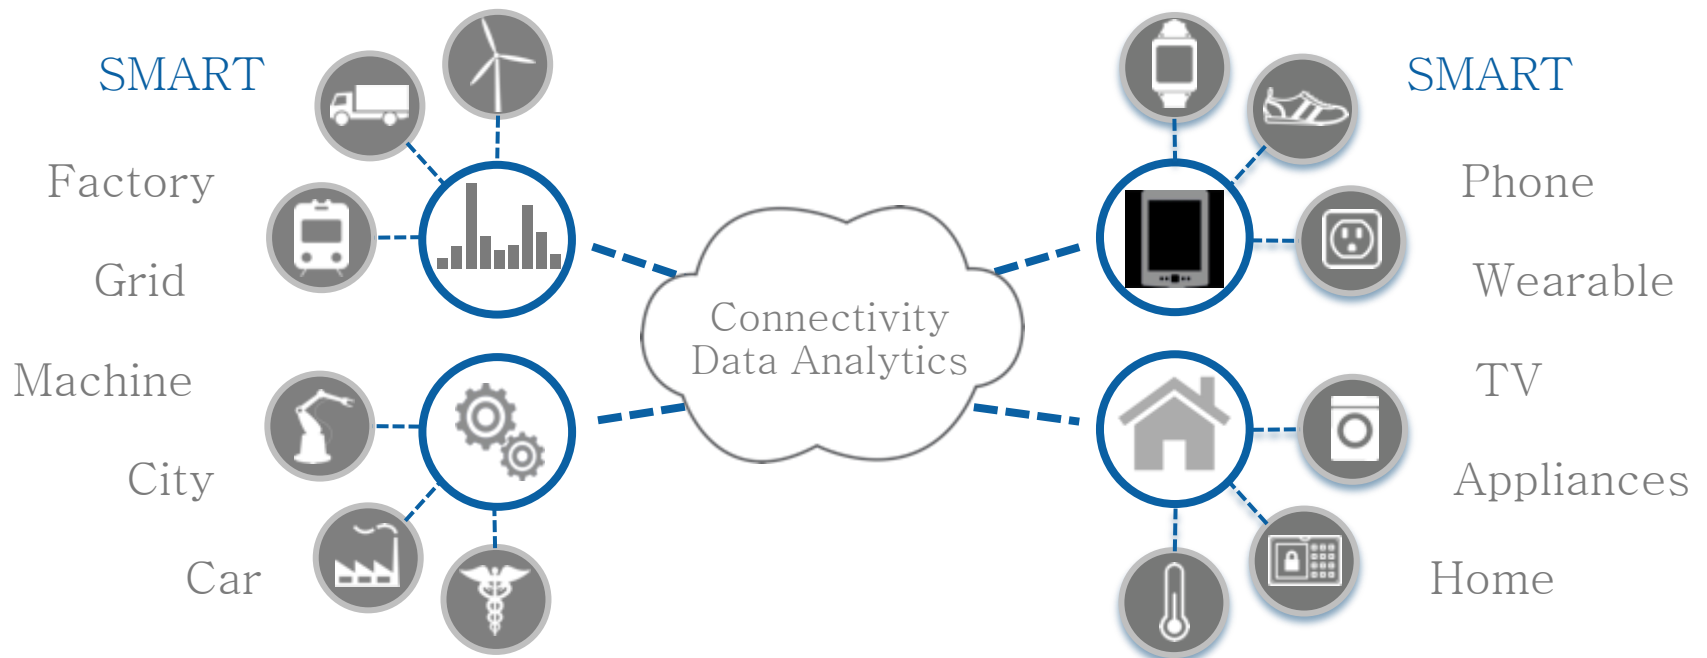 SMART
Factory
Grid
Machine
City
Car
Connectivity
Data Analytics
SMART
Phone
Wearable
TV
Appliances
Home